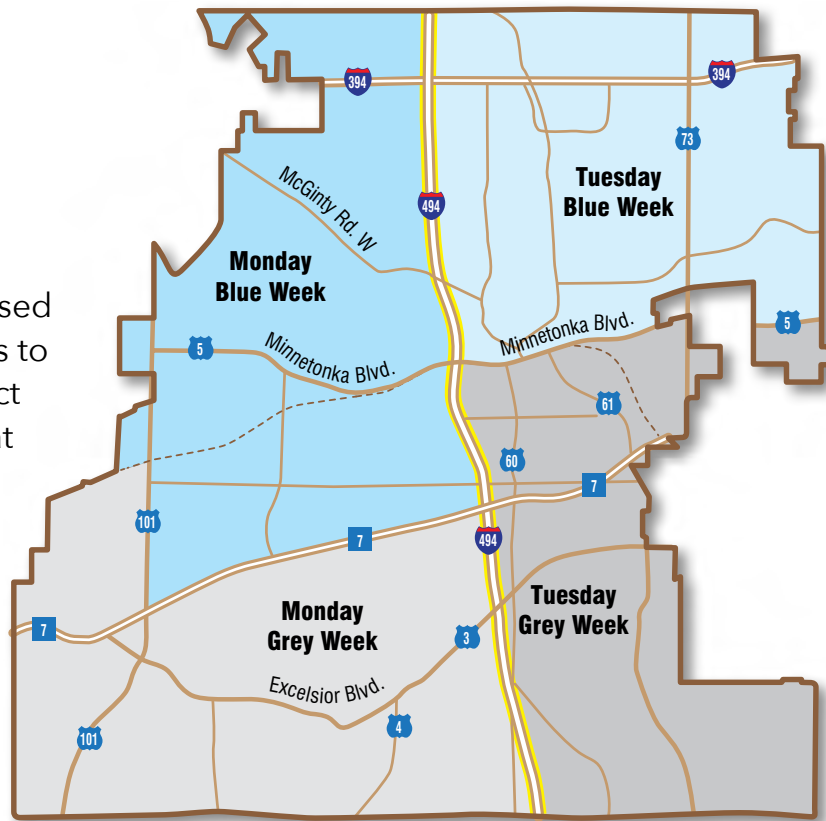 394
394
73
494
McGinty Rd. W
Tuesday
Blue Week
Monday
Blue Week
sed
s to
ct
t
5
Minnetonka Blvd.
Minnetonka Blvd.
5
61
60
7
101
7
494
Monday
Grey Week
Tuesday
Grey Week
7
3
Excelsior Blvd.
4
101